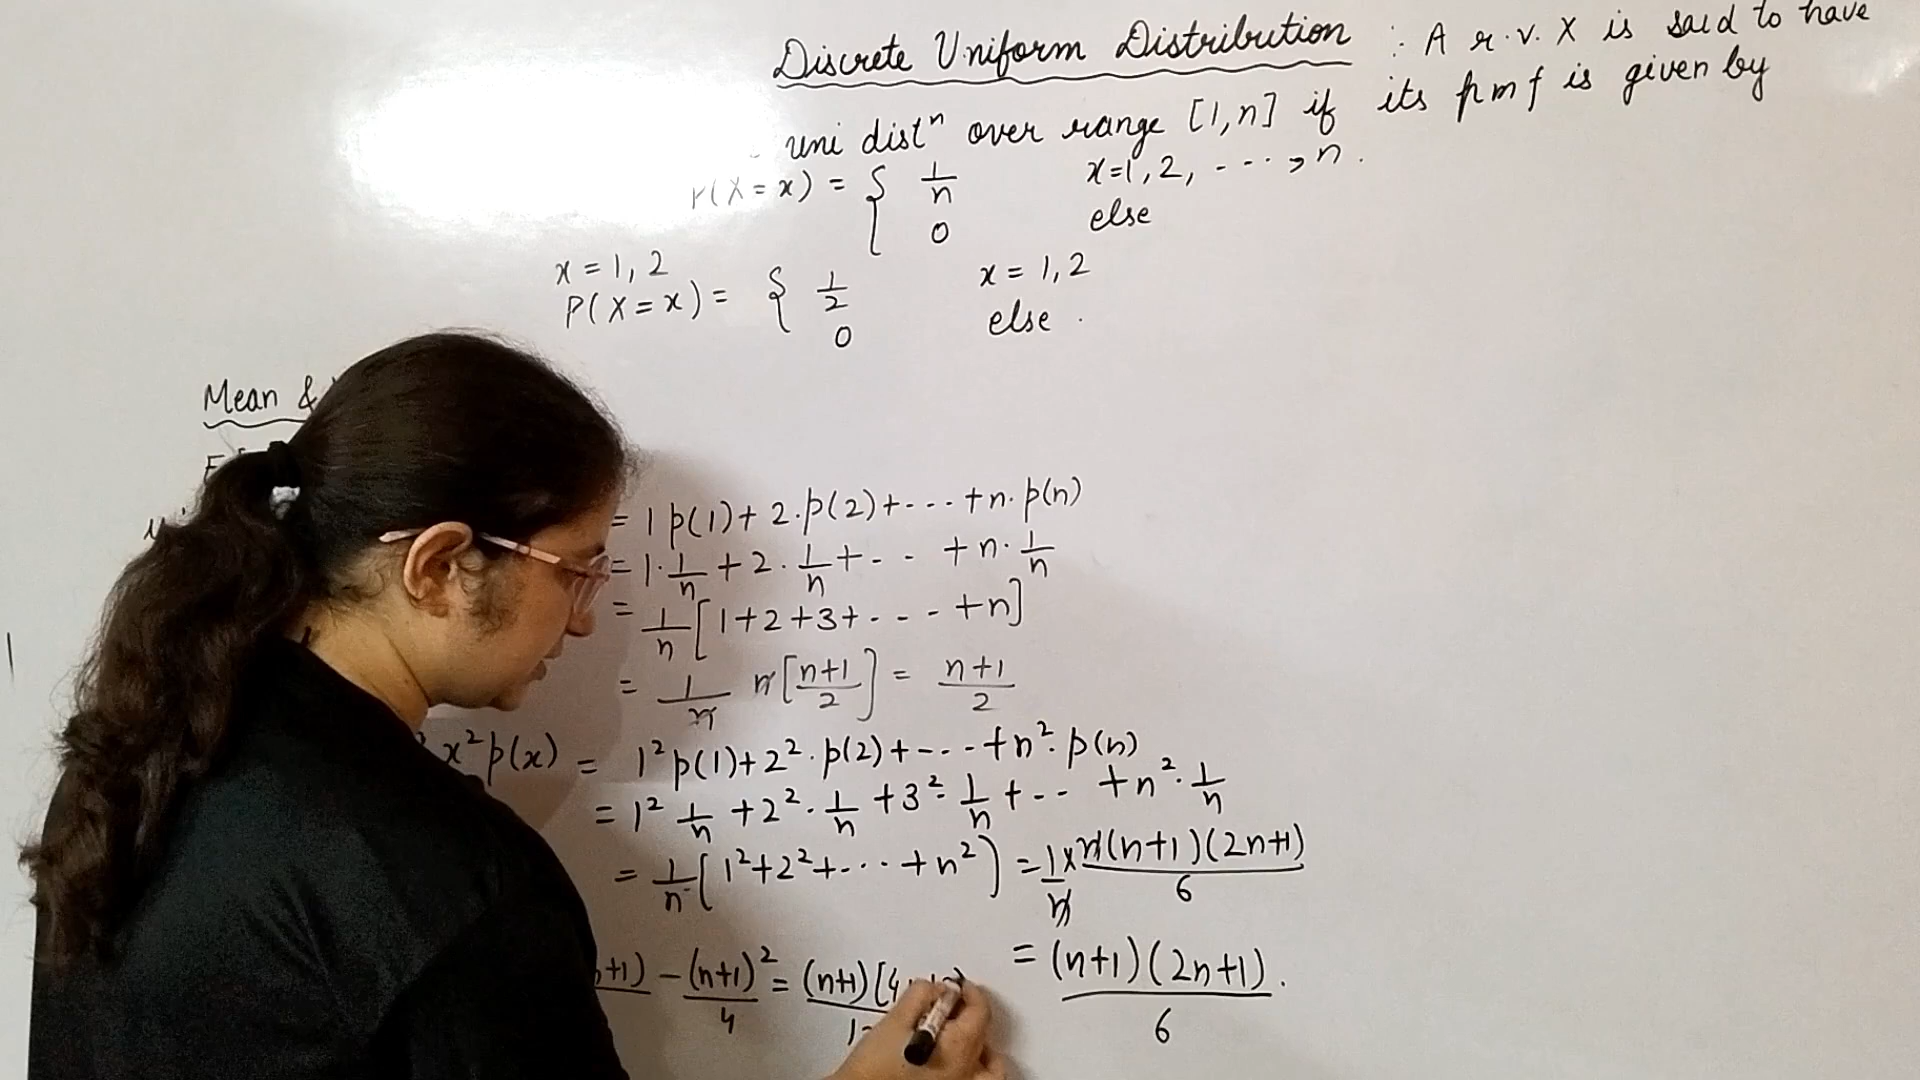 Discrete Uniform Distribution : A r.v. X is said to have
uni distⁿ over range [1,n] if its pmf is given by
P(X=x) = { 1/n x=1,2, ----, n.
0 else
x = 1, 2
P(X=x) = { 1/2 x = 1,2
0 else .
Mean &
= 1 p(1) + 2.p(2) + --- + n. p(n)
= 1. 1/n + 2. 1/n + - - + n. 1/n
= 1/n [1+2+3+ - - - +n]
= 1/n n[n+1/2] = n+1/2
x² p(x) = 1² p(1) + 2². p(2) + ---- + n². p(n)
= 1² 1/n + 2². 1/n + 3². 1/n + -- + n². 1/n
= 1/n [1²+2²+ --- + n²) = 1/n x n(n+1)(2n+1)/6
+1) - (n+1)²/4 = (n+1)[4 = (n+1)(2n+1)/6 .